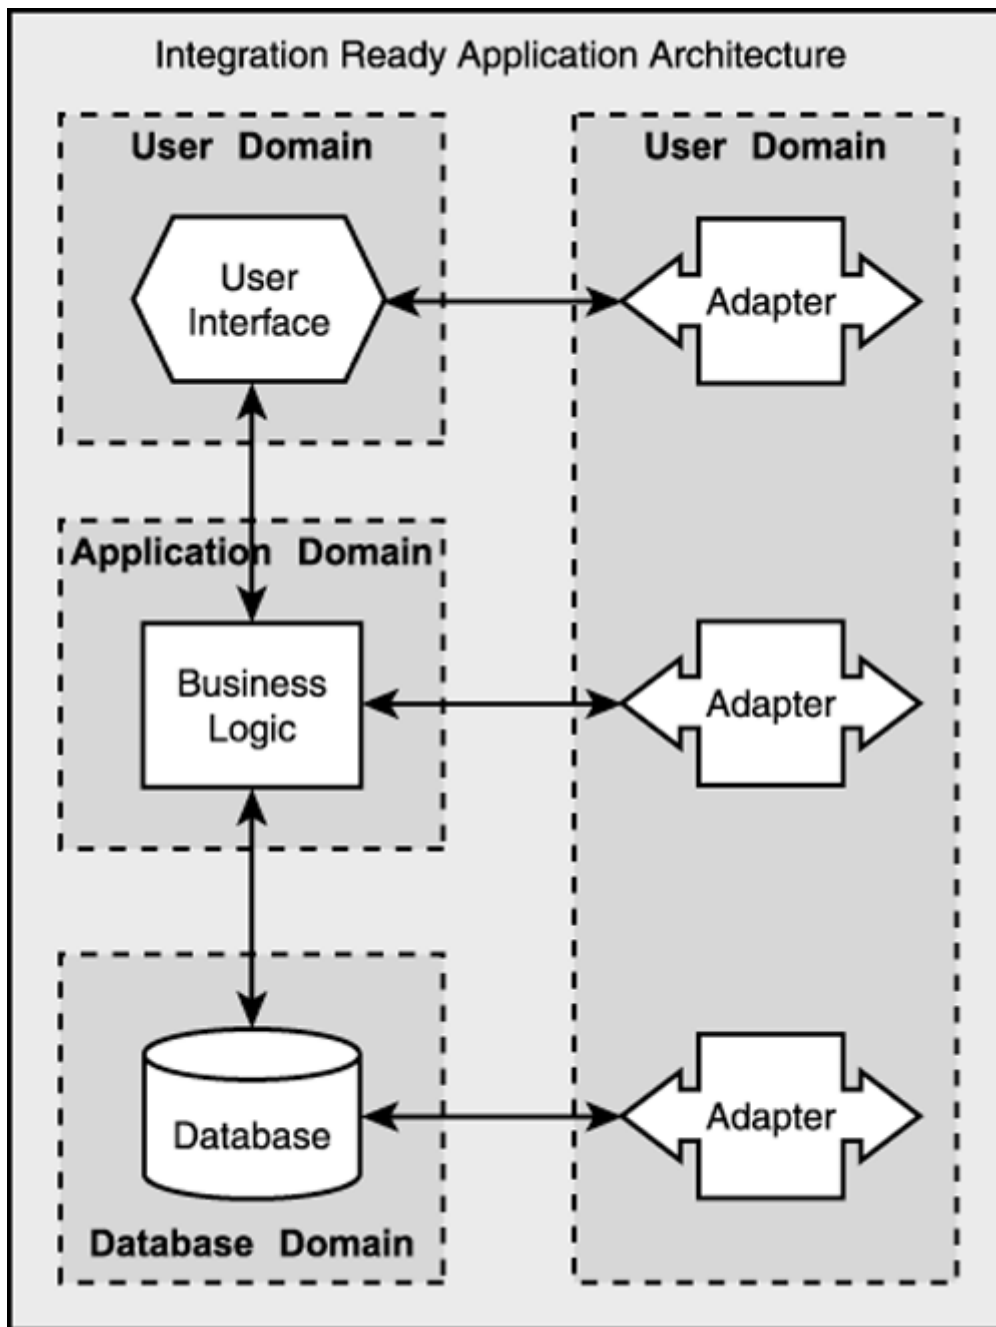 Integration Ready Application Architecture
User Domain
User
Interface
Application Domain
Business
Logic
Database
Database Domain
User Domain
Adapter
Adapter
Adapter